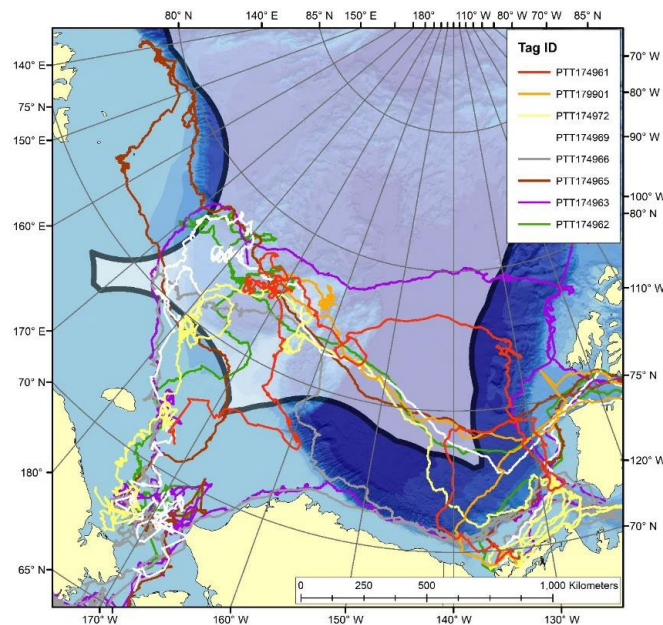 80° N 140° E 85° N 150° E 180° 110° W 80° W 70° W 85° N
140° E
75° N
150° E
160° E
170° E
70° N
180°
65° N
Tag ID
PTT174961
PTT179901
PTT174972
PTT174969
PTT174966
PTT174965
PTT174963
PTT174962
70° W
80° W
90° W
100° W
80° N
110° W
75° N
120° W
70° N
0 250 500 1,000 Kilometers
170° W 160° W 150° W 140° W 130° W